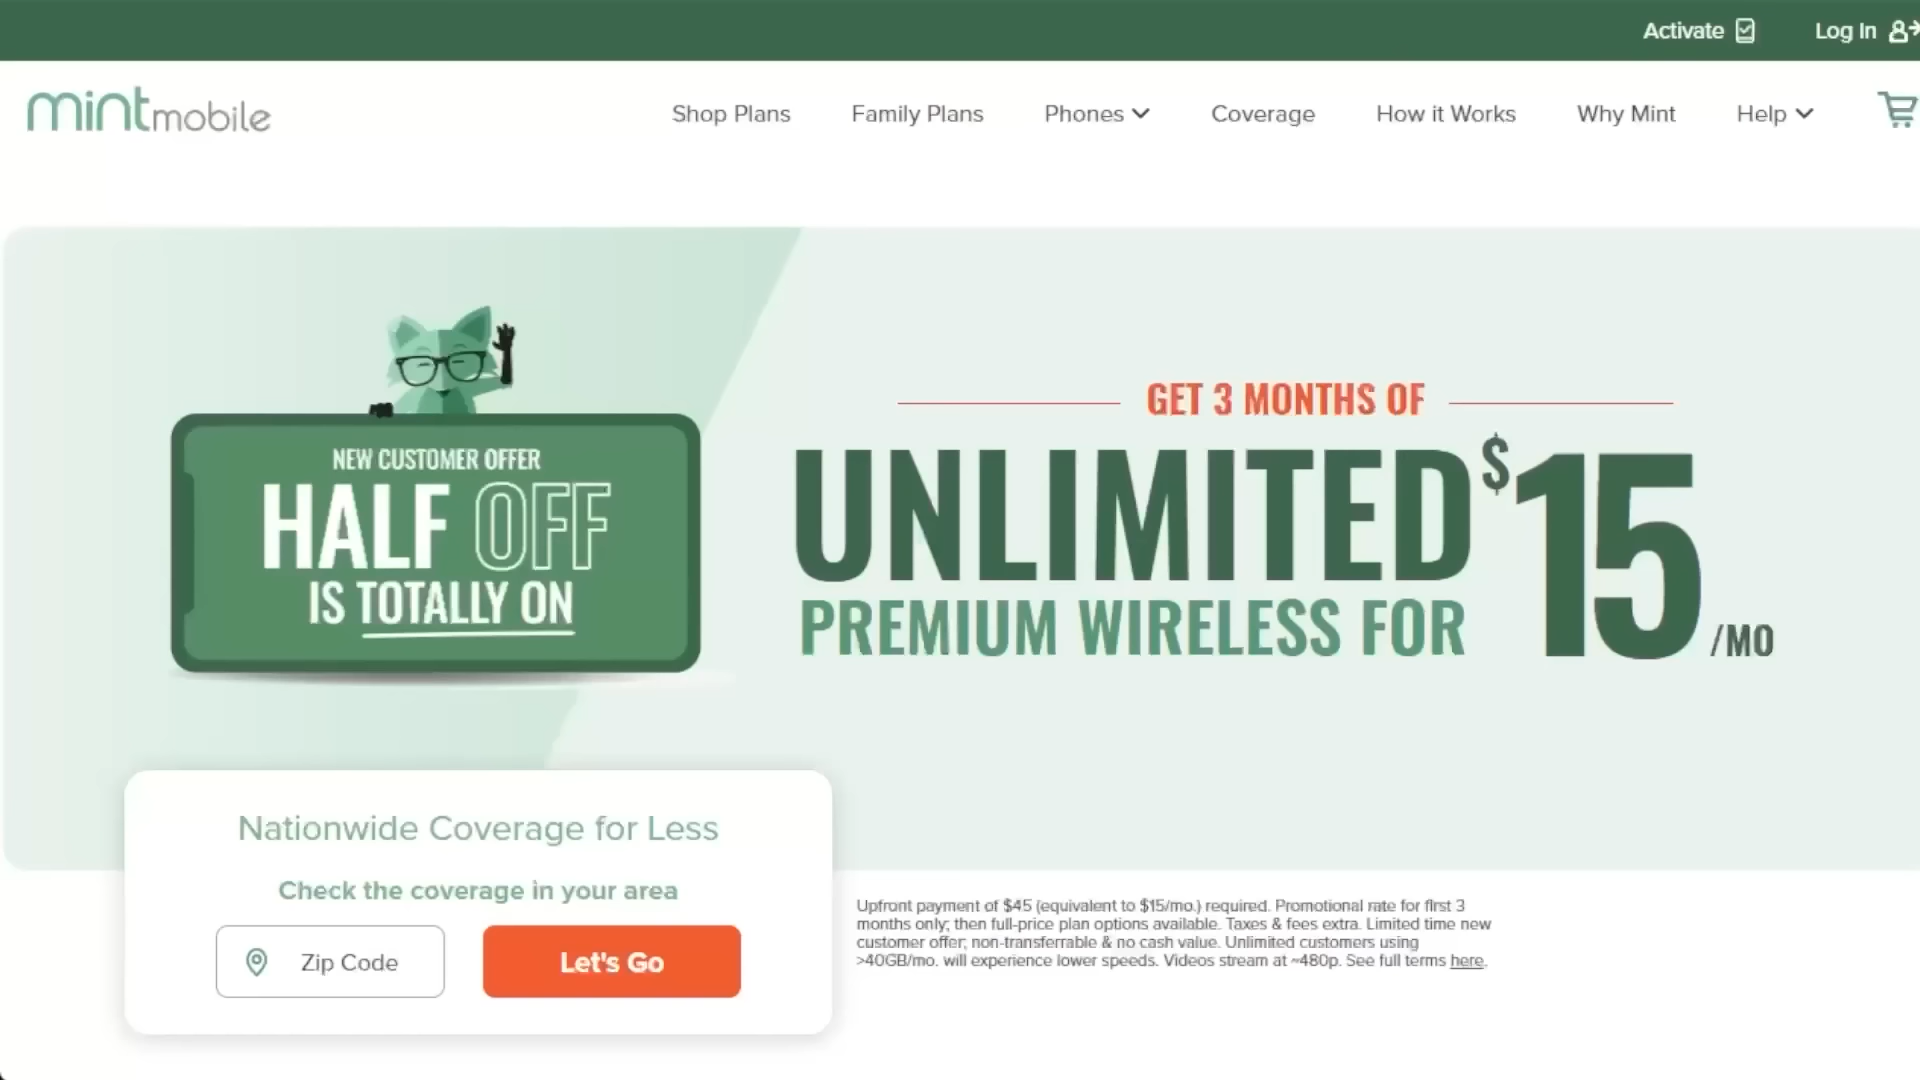 Activate
Log In
mintmobile
Shop Plans
Family Plans
Phones
Coverage
How it Works
Why Mint
Help
NEW CUSTOMER OFFER
HALF OFF
IS TOTALLY ON
GET 3 MONTHS OF
UNLIMITED
PREMIUM WIRELESS FOR
$15/MO
Nationwide Coverage for Less
Check the coverage in your area
Zip Code
Let's Go
Upfront payment of $45 (equivalent to $15/mo.) required. Promotional rate for first 3
months only; then full-price plan options available. Taxes & fees extra. Limited time new
customer offer; non-transferrable & no cash value. Unlimited customers using
>40GB/mo. will experience lower speeds. Videos stream at ~480p. See full terms here.